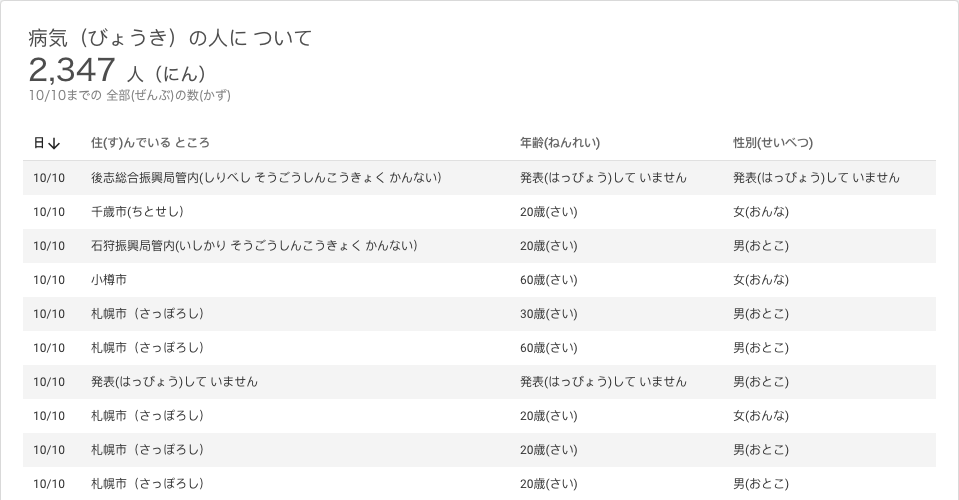 病気（びょうき）の人に ついて
2,347 人（にん）
10/10までの 全部(ぜんぶ)の数(かず)
日↓ 住(す)んでいる ところ 年齢(ねんれい) 性別(せいべつ)
10/10 後志総合振興局管内(しりべし そうごうしんこうきょく かんない） 発表(はっぴょう)して いません 発表(はっぴょう)して いません
10/10 千歳市(ちとせし） 20歳(さい) 女(おんな)
10/10 石狩振興局管内(いしかり そうごうしんこうきょく かんない） 20歳(さい) 男(おとこ)
10/10 小樽市 60歳(さい) 女(おんな)
10/10 札幌市（さっぽろし） 30歳(さい) 男(おとこ)
10/10 札幌市（さっぽろし） 60歳(さい) 男(おとこ)
10/10 発表(はっぴょう)して いません 発表(はっぴょう)して いません 男(おとこ)
10/10 札幌市（さっぽろし） 20歳(さい) 女(おんな)
10/10 札幌市（さっぽろし） 20歳(さい) 男(おとこ)
10/10 札幌市（さっぽろし） 20歳(さい) 男(おとこ)